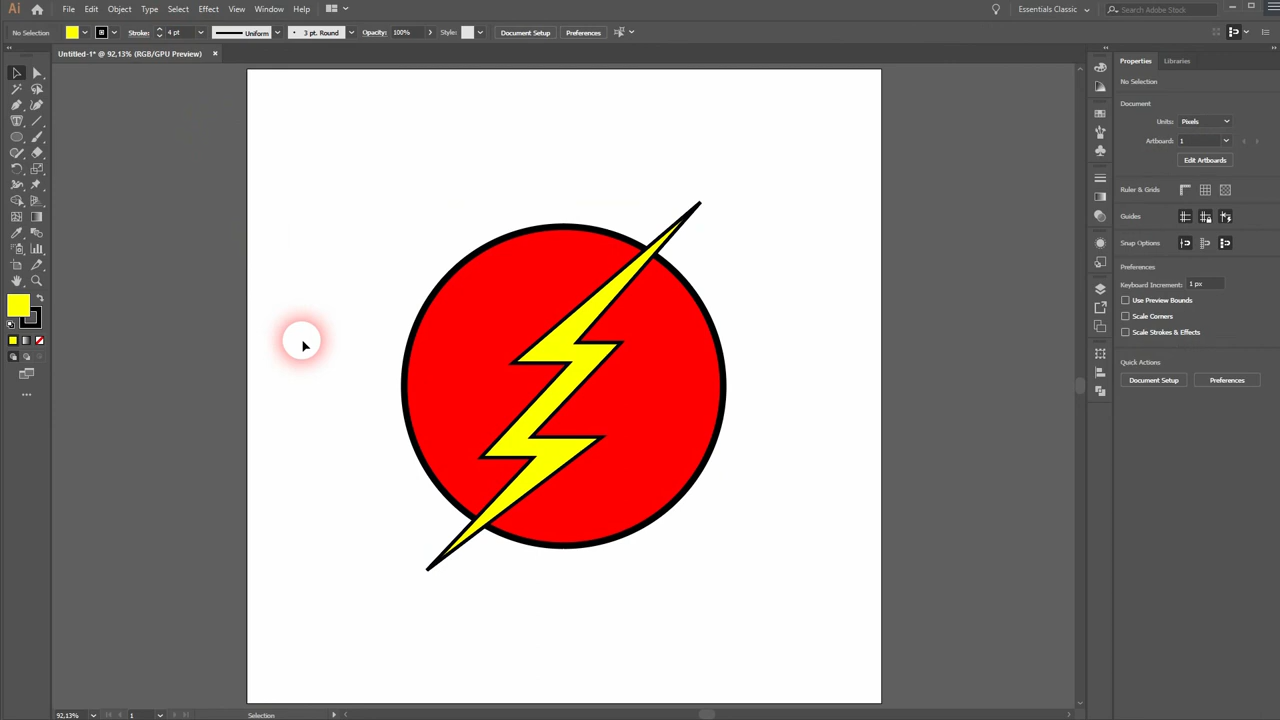 Ai File Edit Object Type Select Effect View Window Help Essentials Classic Search Adobe Stock
No Selection Stroke: 4 pt Uniform 3 pt. Round Opacity: 100% Style: Document Setup Preferences
Untitled-1* @ 92,13% (RGB/GPU Preview) ×
Properties Libraries
No Selection
Document
Units: Pixels
Artboard: 1
Edit Artboards
Ruler & Grids
Guides
Snap Options
Preferences
Keyboard Increment: 1 px
Use Preview Bounds
Scale Corners
Scale Strokes & Effects
Quick Actions
Document Setup Preferences
92,13% 1 Selection